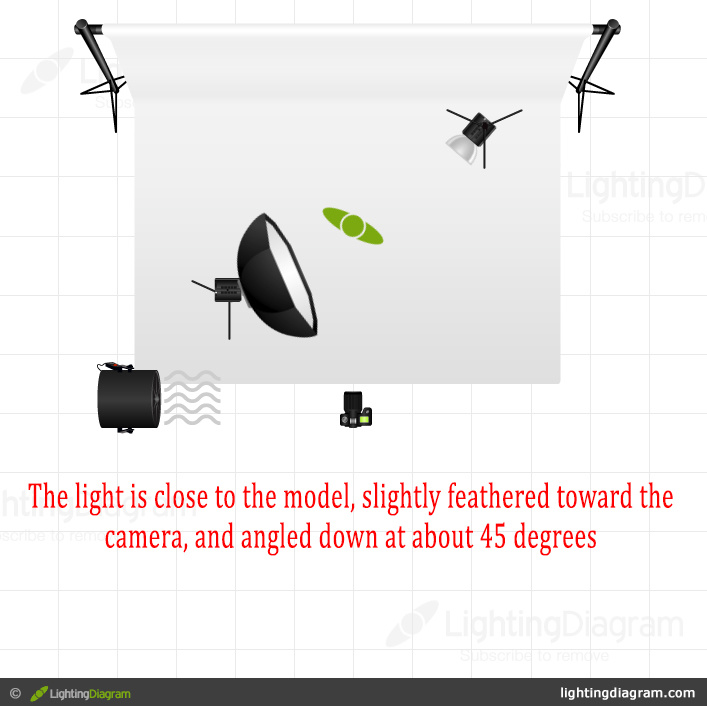 LightingD
Subscribe to remo
The light is close to the model, slightly feathered toward the
camera, and angled down at about 45 degrees
LightingDiagram
Subscribe to remove
© LightingDiagram
lightingdiagram.com